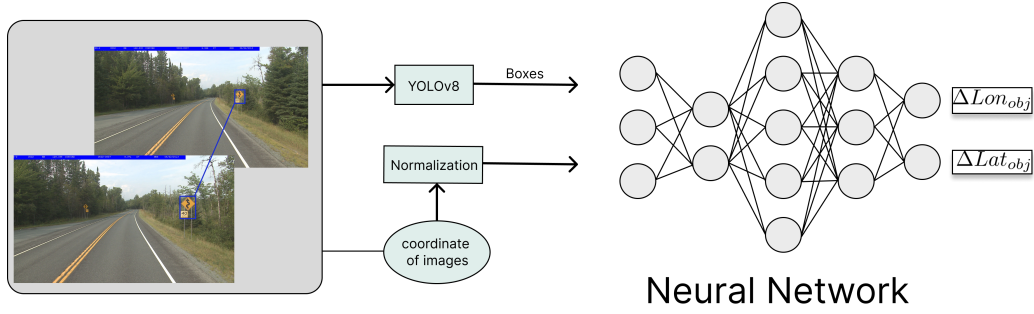 YOLOv8
Boxes
Normalization
coordinate
of images
ΔLon_obj
ΔLat_obj
Neural Network